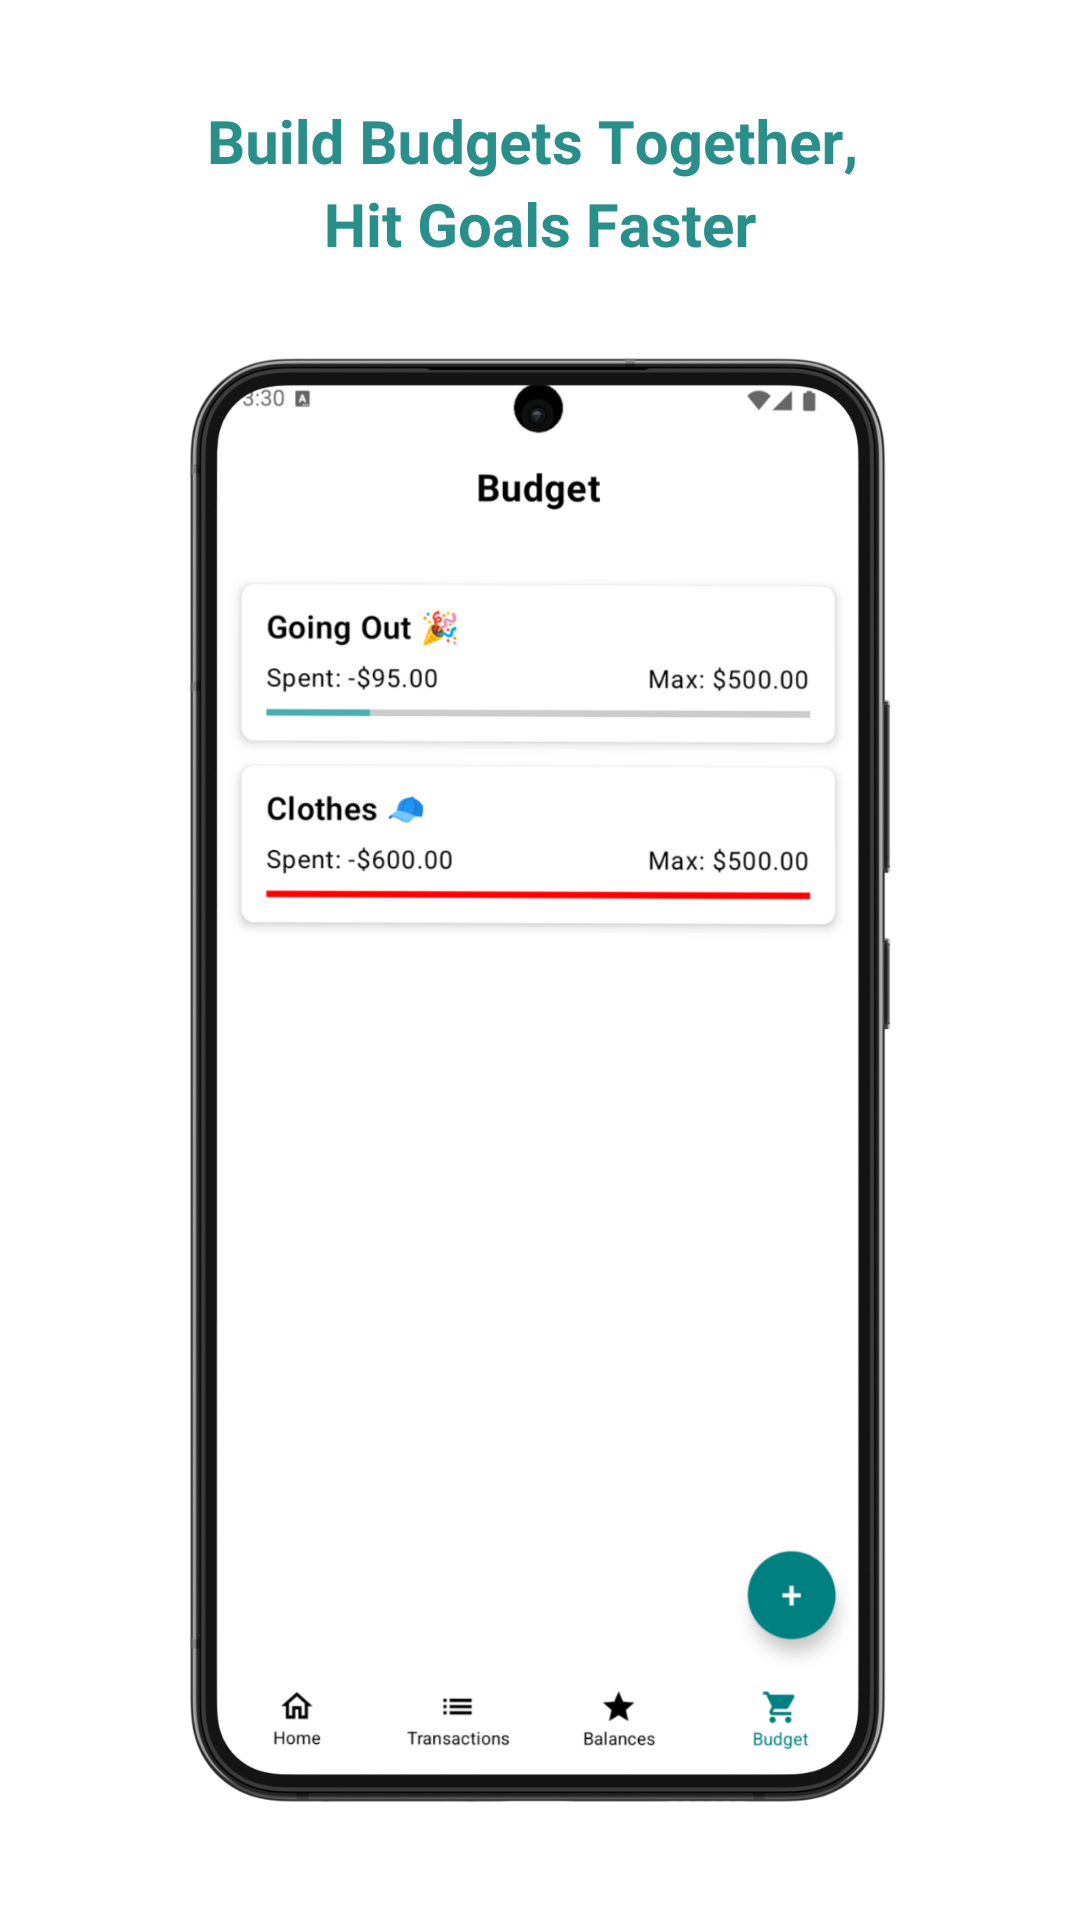 Build Budgets Together,
Hit Goals Faster
3:30 A
Budget
Going Out 🎉
Spent: -$95.00 Max: $500.00
Clothes 🧢
Spent: -$600.00 Max: $500.00
+
Home Transactions Balances Budget